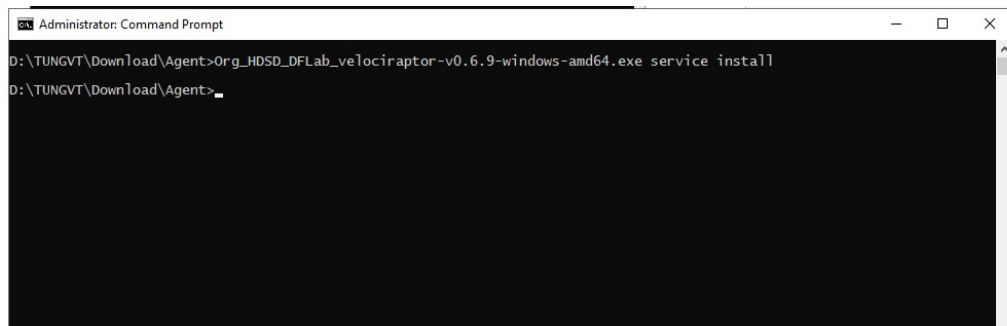 Administrator: Command Prompt
D:\TUNGVT\Download\Agent>Org_HDSD_DFLab_velociraptor-v0.6.9-windows-amd64.exe service install
D:\TUNGVT\Download\Agent>